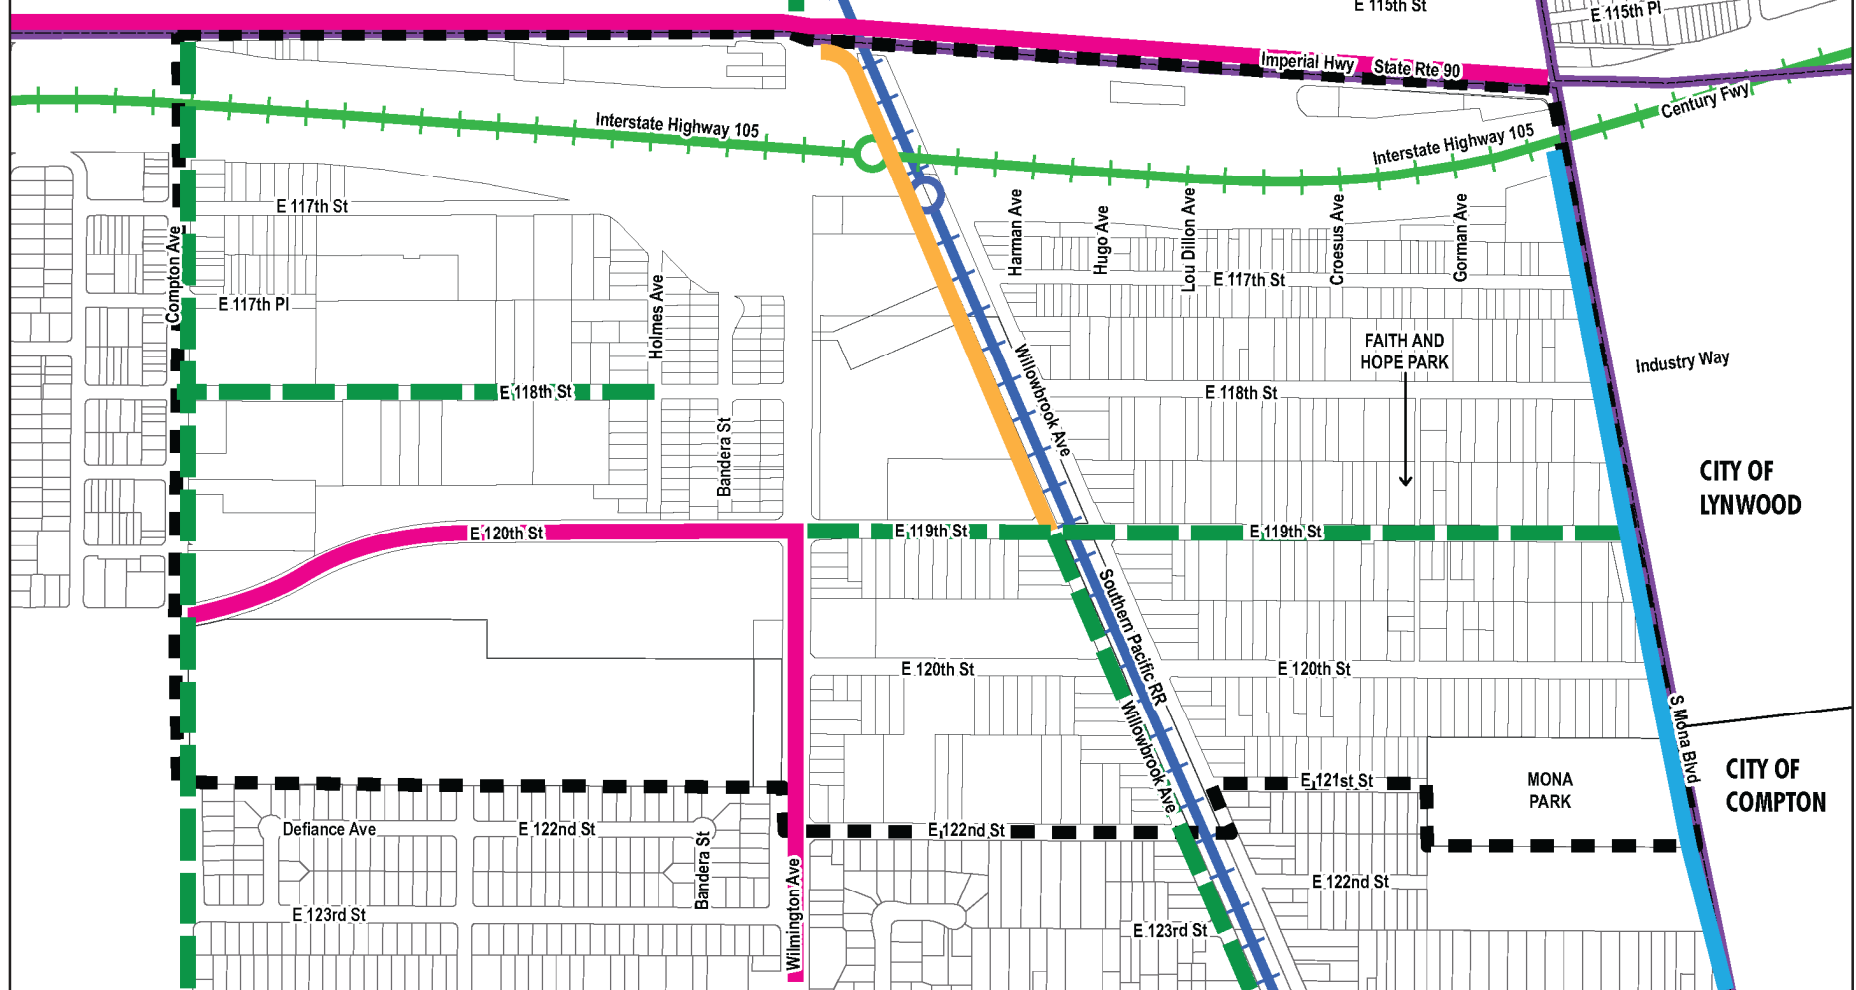 E 115th St
E 115th Pl
Imperial Hwy
State Rte 90
Century Fwy
Interstate Highway 105
Interstate Highway 105
E 117th St
Compton Ave
Harman Ave
Hugo Ave
Lou Dillon Ave
Croesus Ave
Gorman Ave
E 117th St
E 117th Pl
Holmes Ave
Willowbrook Ave
FAITH AND
HOPE PARK
Industry Way
E 118th St
E 118th St
Bandera St
CITY OF
LYNWOOD
E 120th St
E 119th St
E 119th St
Southern Pacific RR
E 120th St
E 120th St
Willowbrook Ave
S Mona Blvd
E 121st St
MONA
PARK
CITY OF
COMPTON
Defiance Ave
E 122nd St
E 122nd St
Bandera St
E 122nd St
Wilmington Ave
E 123rd St
E 123rd St